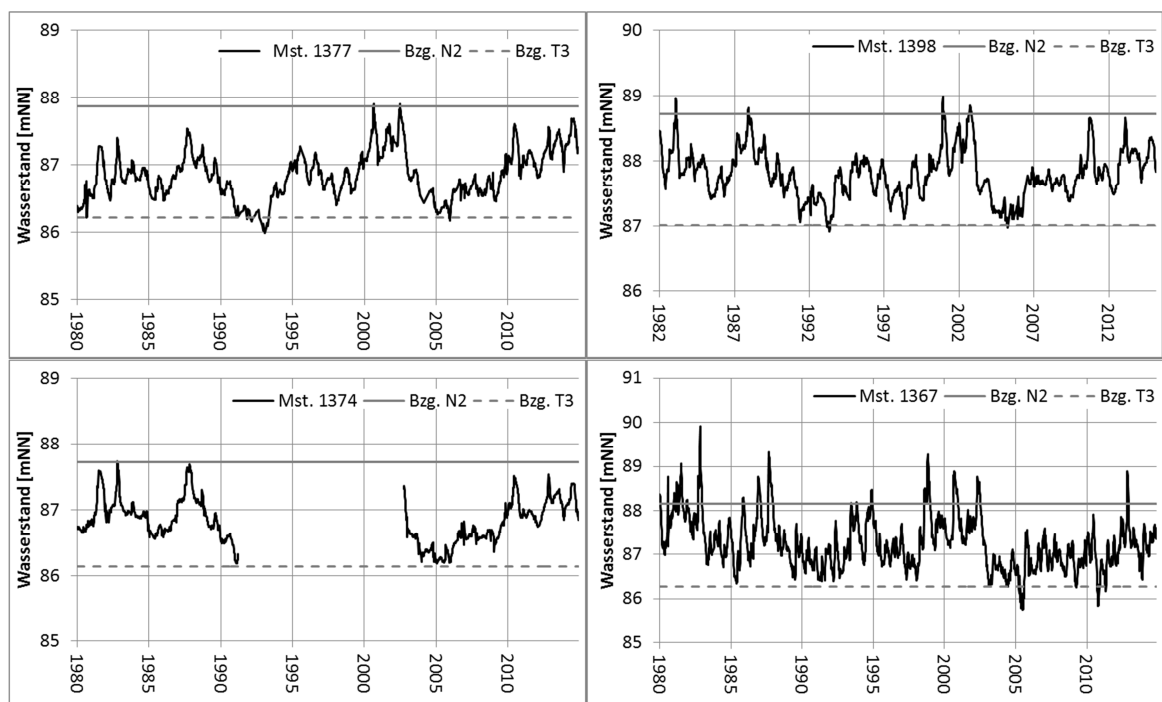 89
88
87
86
85
Wasserstand [mNN]
Mst. 1377 Bzg. N2 Bzg. T3
1980 1985 1990 1995 2000 2005 2010
90
89
88
87
86
Wasserstand [mNN]
Mst. 1398 Bzg. N2 Bzg. T3
1982 1987 1992 1997 2002 2007 2012
89
88
87
86
85
Wasserstand [mNN]
Mst. 1374 Bzg. N2 Bzg. T3
1980 1985 1990 1995 2000 2005 2010
91
90
89
88
87
86
85
Wasserstand [mNN]
Mst. 1367 Bzg. N2 Bzg. T3
1980 1985 1990 1995 2000 2005 2010